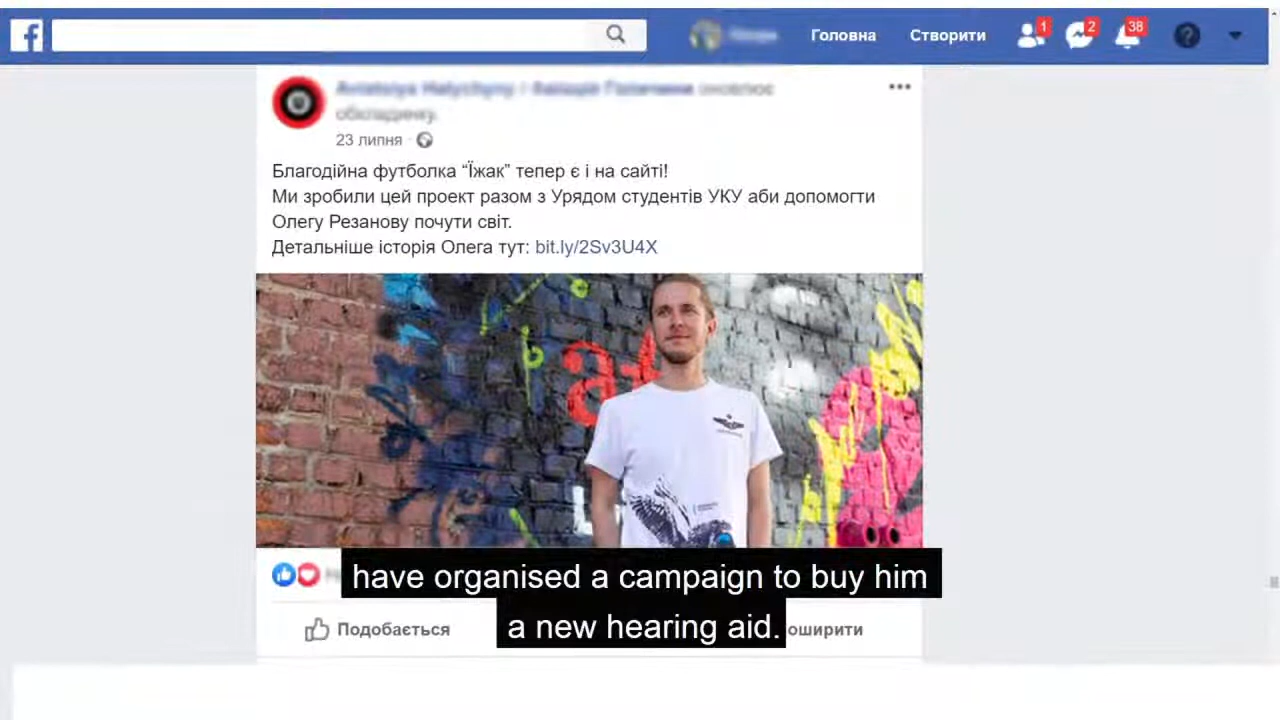 Головна
Створити
1
2
38
23 липня
Благодійна футболка “Їжак” тепер є і на сайті!
Ми зробили цей проект разом з Урядом студентів УКУ аби допомогти
Олегу Резанову почути світ.
Детальніше історія Олега тут: bit.ly/2Sv3U4X
at
have organised a campaign to buy him
a new hearing aid.
Подобається
оширити